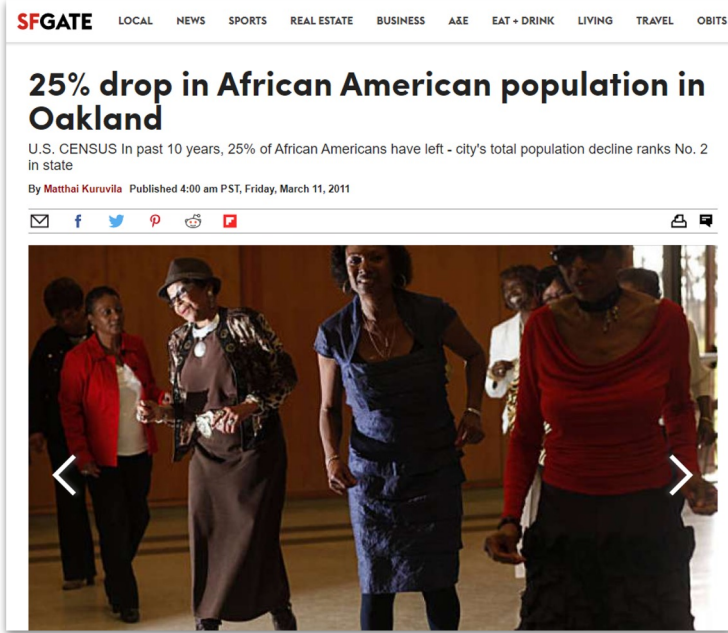 SFGATE LOCAL NEWS SPORTS REAL ESTATE BUSINESS A&E EAT + DRINK LIVING TRAVEL OBITS
25% drop in African American population in
Oakland
U.S. CENSUS In past 10 years, 25% of African Americans have left - city's total population decline ranks No. 2
in state
By Matthai Kuruvila Published 4:00 am PST, Friday, March 11, 2011